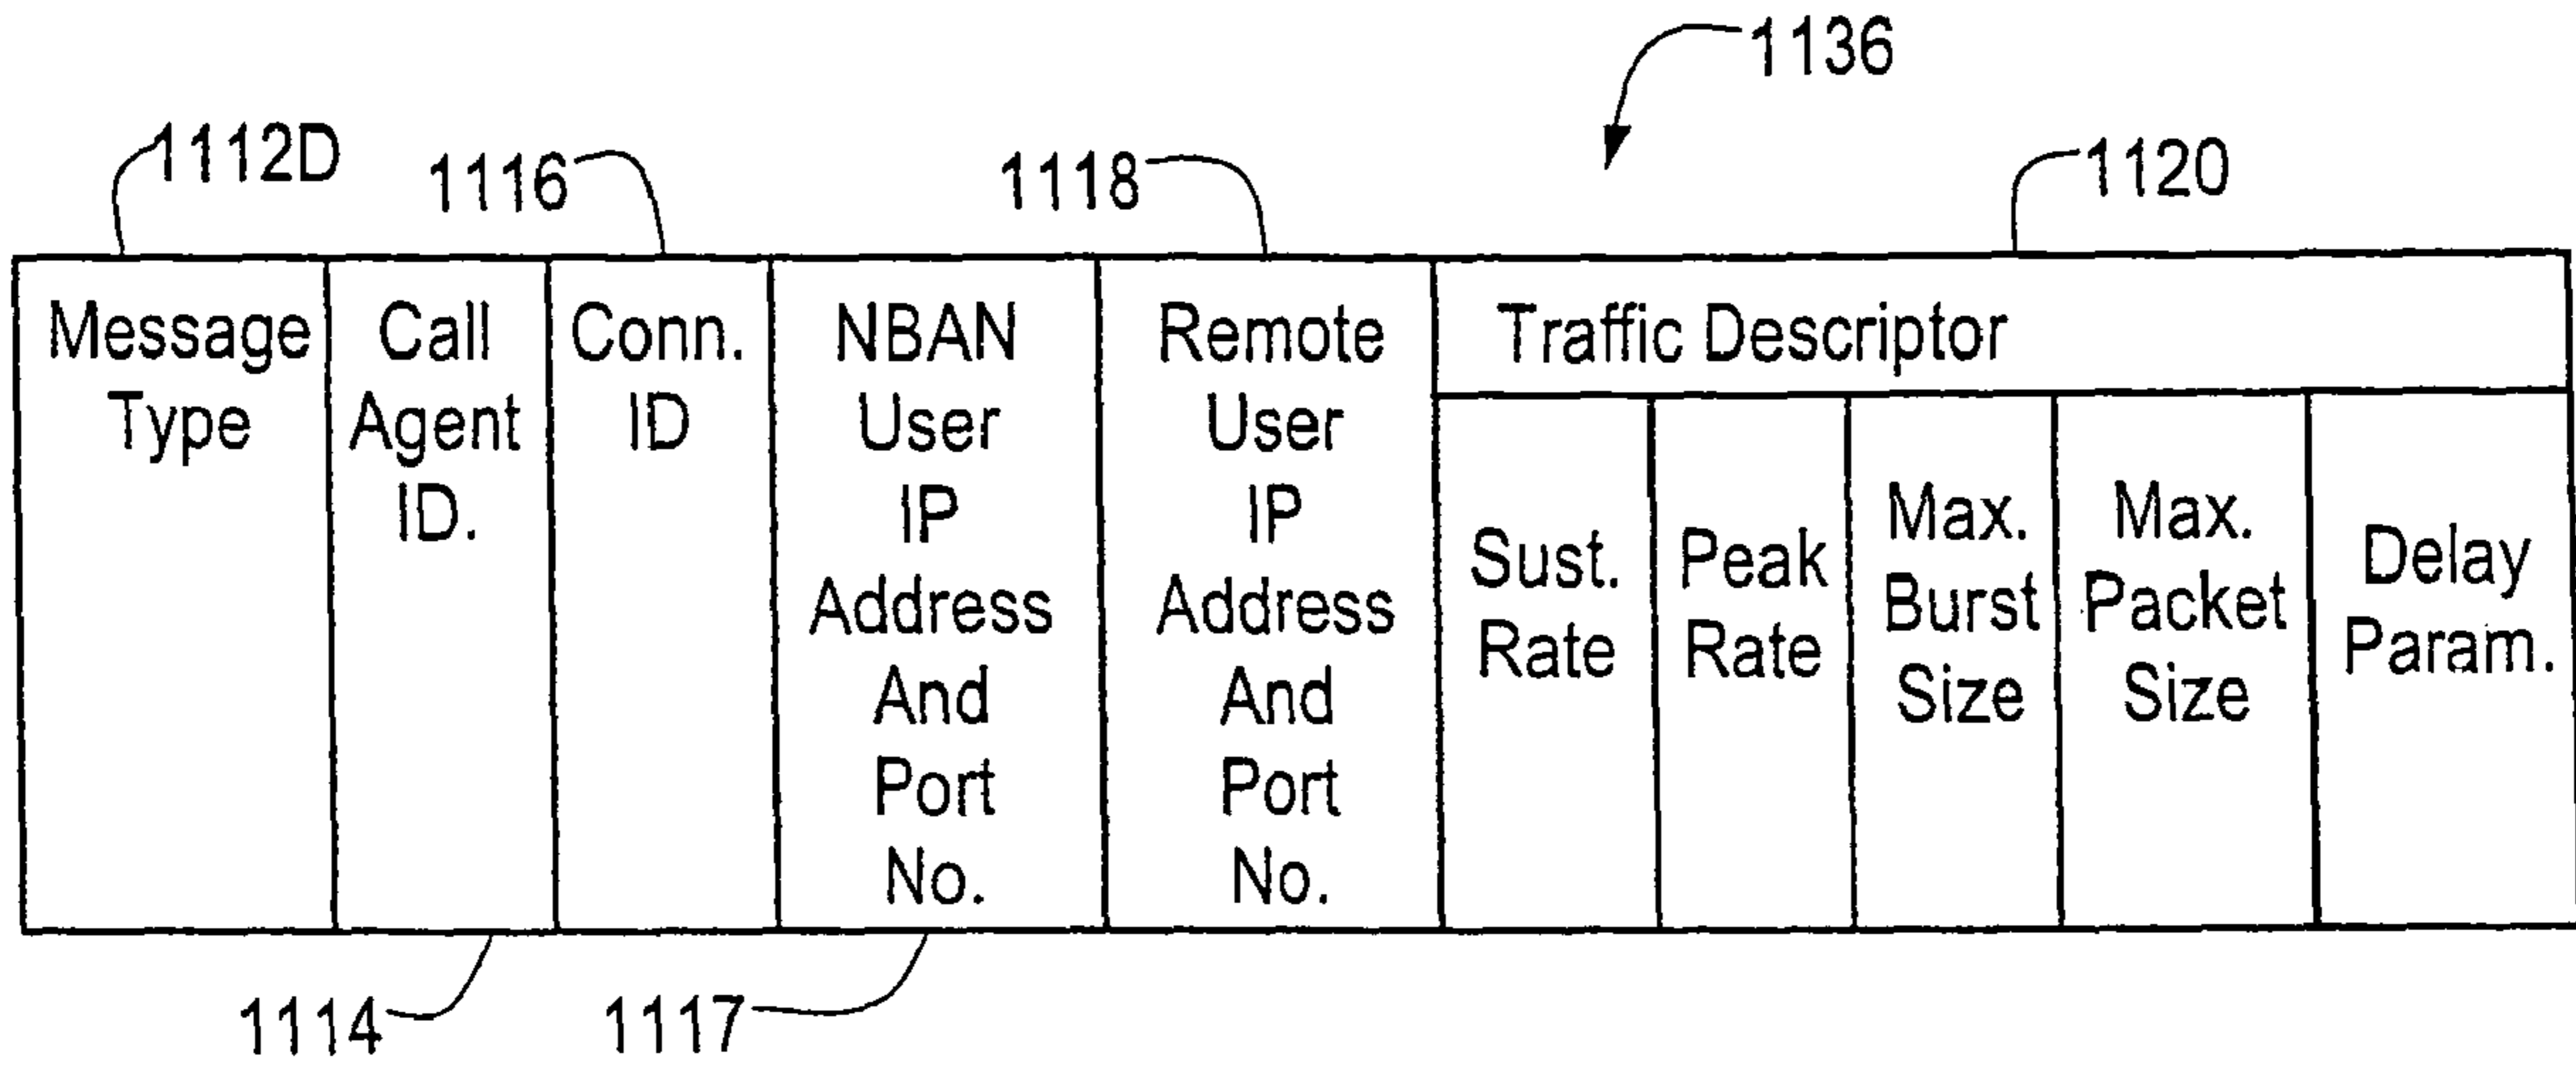 1136
1112D
1116
1118
1120
Message
Type
Call
Agent
ID.
Conn.
ID
NBAN
User
IP
Address
And
Port
No.
Remote
User
IP
Address
And
Port
No.
Traffic Descriptor
Sust.
Rate
Peak
Rate
Max.
Burst
Size
Max.
Packet
Size
Delay
Param.
1114
1117